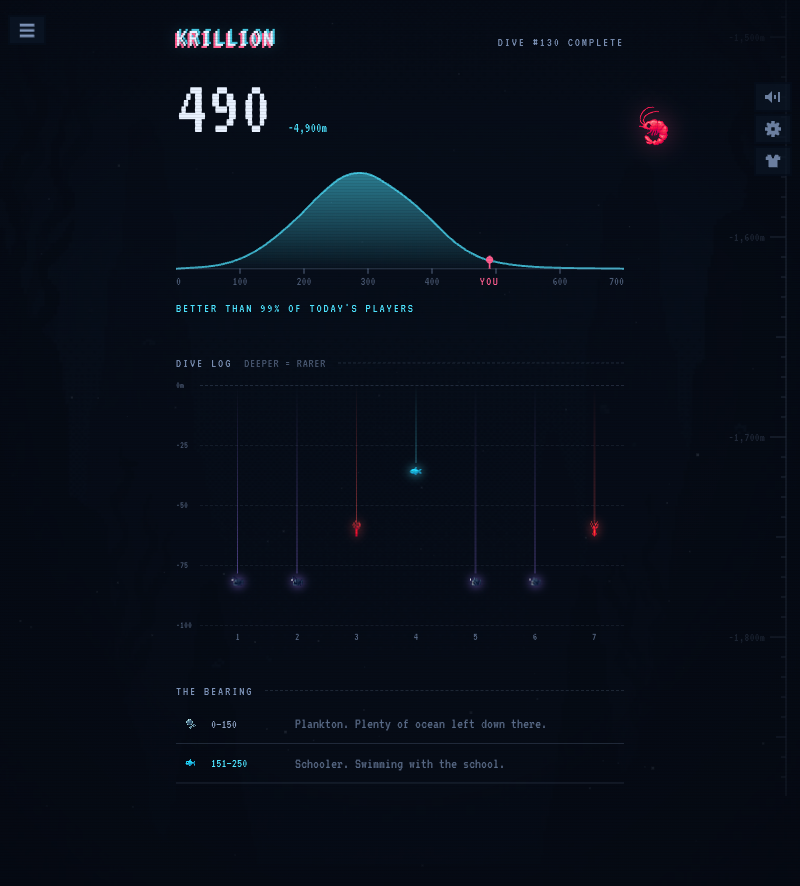 KRILLION
DIVE #130 COMPLETE
490
-4,900m
0 100 200 300 400 YOU 600 700
BETTER THAN 99% OF TODAY'S PLAYERS
DIVE LOG DEEPER = RARER
0m
-25
-50
-75
-100
1 2 3 4 5 6 7
THE BEARING
0-150 Plankton. Plenty of ocean left down there.
151-250 Schooler. Swimming with the school.
-1,500m
-1,600m
-1,700m
-1,800m